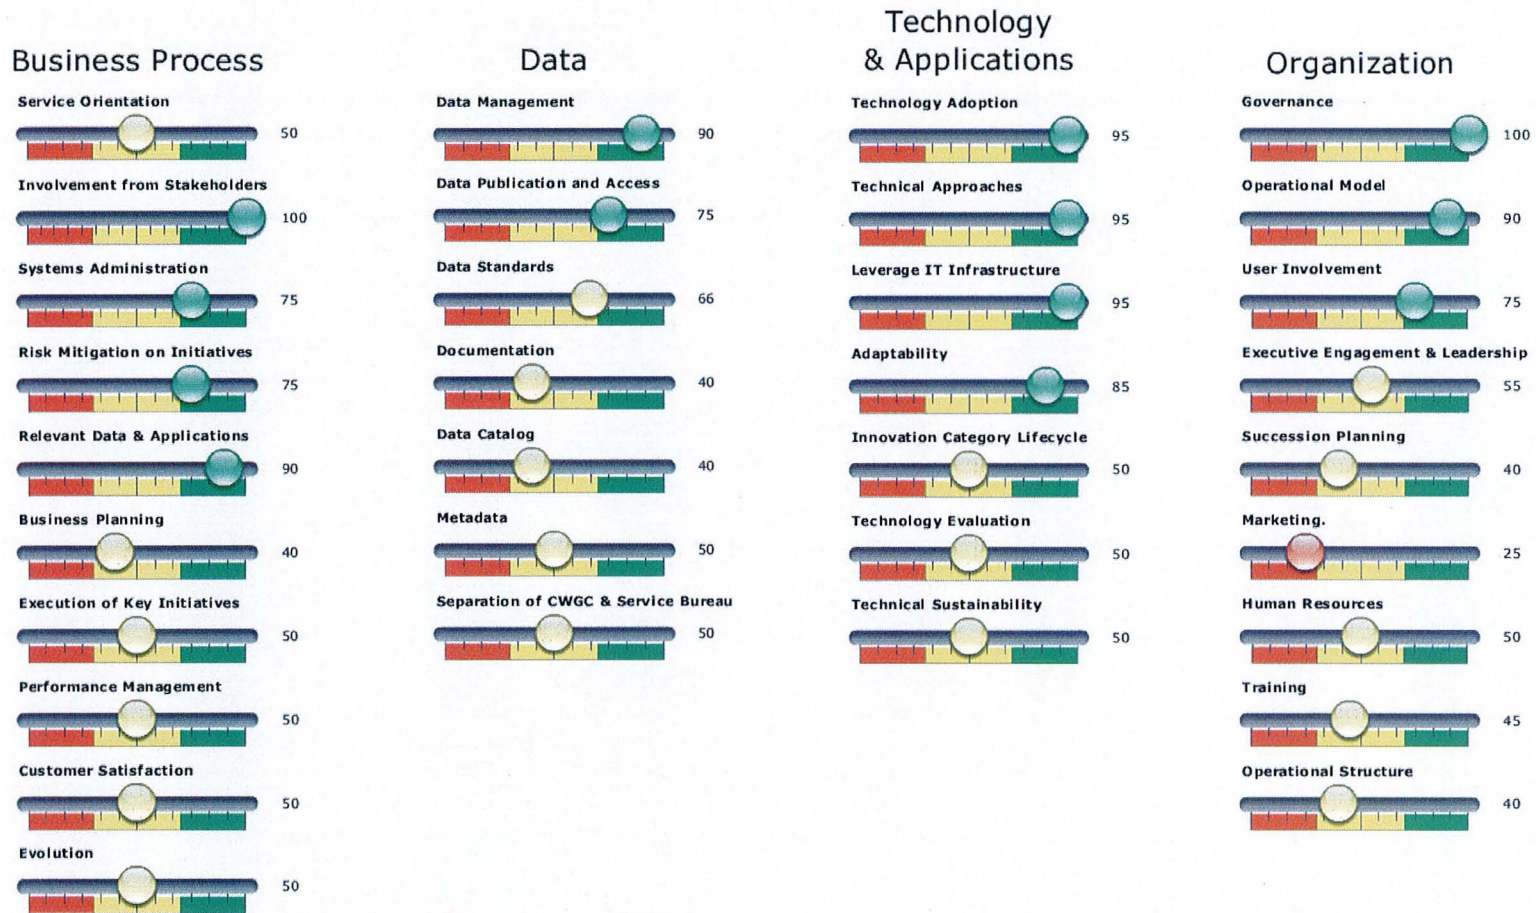 Business Process
Service Orientation
50
Involvement from Stakeholders
100
Systems Administration
75
Risk Mitigation on Initiatives
75
Relevant Data & Applications
90
Business Planning
40
Execution of Key Initiatives
50
Performance Management
50
Customer Satisfaction
50
Evolution
50
Data
Data Management
90
Data Publication and Access
75
Data Standards
66
Documentation
40
Data Catalog
40
Metadata
50
Separation of CWGC & Service Bureau
50
Technology
& Applications
Technology Adoption
95
Technical Approaches
95
Leverage IT Infrastructure
95
Adaptability
85
Innovation Category Lifecycle
50
Technology Evaluation
50
Technical Sustainability
50
Organization
Governance
100
Operational Model
90
User Involvement
75
Executive Engagement & Leadership
55
Succession Planning
40
Marketing.
25
Human Resources
50
Training
45
Operational Structure
40